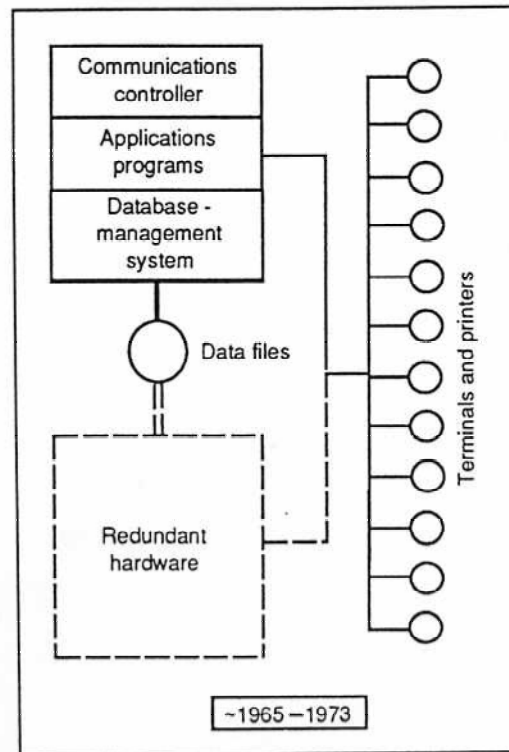 Communications
controller
Applications
programs
Database -
management
system
Data files
Redundant
hardware
Terminals and printers
~1965–1973